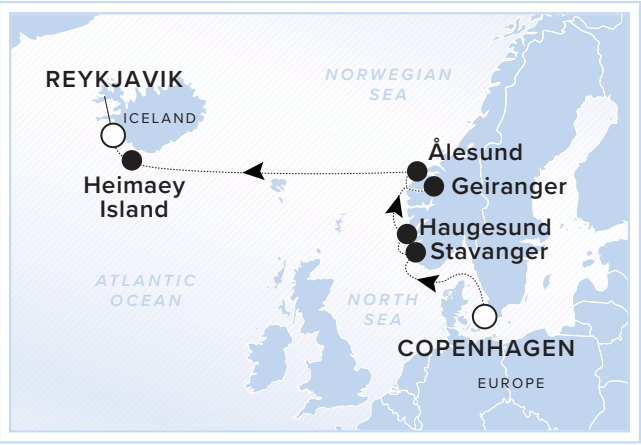 NORWEGIAN
SEA
REYKJAVIK
ICELAND
Heimaey
Island
Ålesund
Geiranger
Haugesund
Stavanger
ATLANTIC
OCEAN
NORTH
SEA
COPENHAGEN
EUROPE